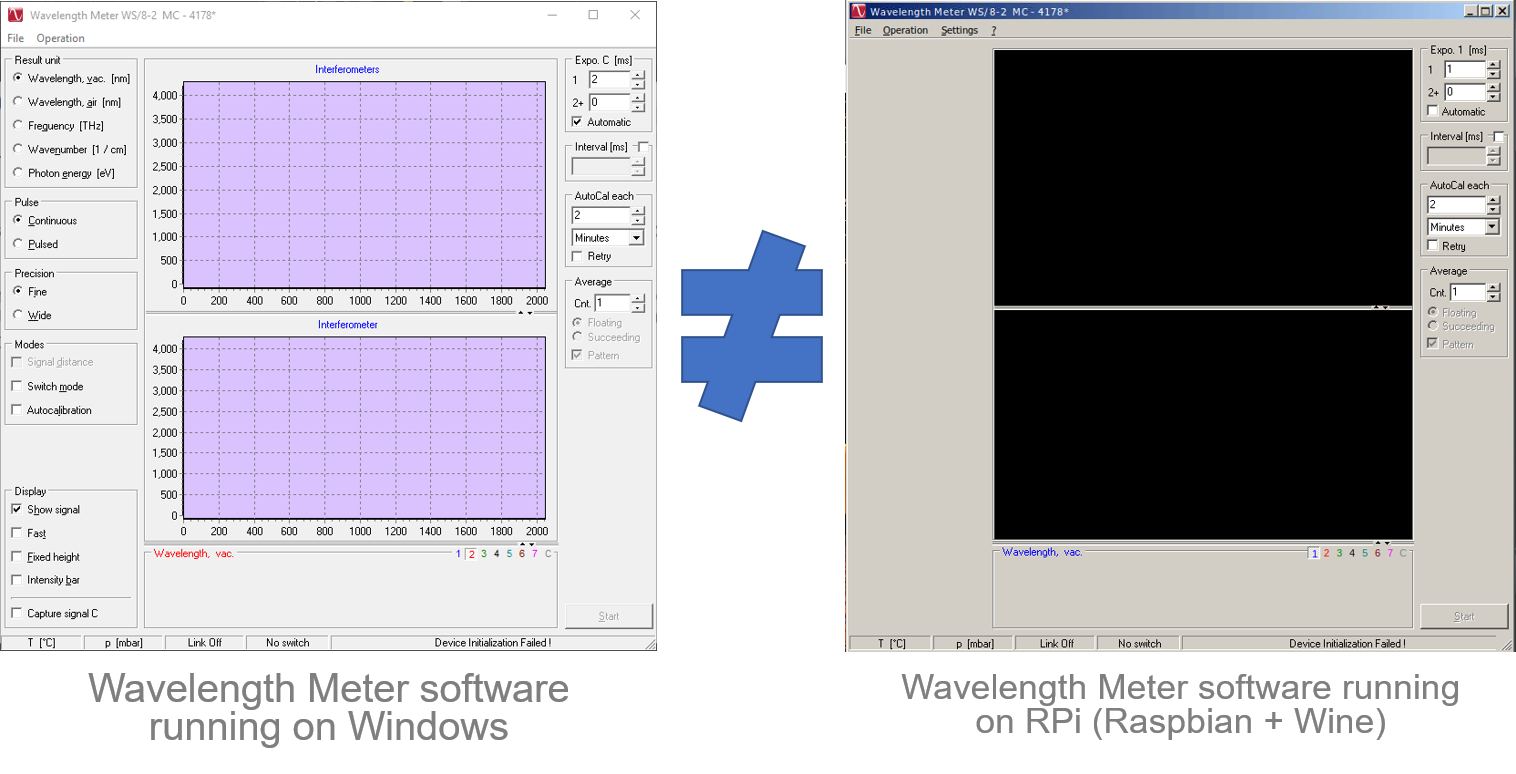 Wavelength Meter WS/8-2 MC - 4178*
File Operation
Result unit
Wavelength, vac. [nm]
Wavelength, air [nm]
Frequency [THz]
Wavenumber [1 / cm]
Photon energy [eV]
Pulse
Continuous
Pulsed
Precision
Fine
Wide
Modes
Signal distance
Switch mode
Autocalibration
Display
Show signal
Fast
Fixed height
Intensity bar
Capture signal C
Interferometers
4,000
3,500
3,000
2,500
2,000
1,500
1,000
500
0
0 200 400 600 800 1000 1200 1400 1600 1800 2000
Interferometer
4,000
3,500
3,000
2,500
2,000
1,500
1,000
500
0
0 200 400 600 800 1000 1200 1400 1600 1800 2000
Wavelength, vac. 1 2 3 4 5 6 7 C
Expo. C [ms]
1 2
2+ 0
Automatic
Interval [ms]
AutoCal each
2
Minutes
Retry
Average
Cnt. 1
Floating
Succeeding
Pattern
Start
T [°C] p [mbar] Link Off No switch Device Initialization Failed !
Wavelength Meter software
running on Windows
Wavelength Meter WS/8-2 MC - 4178*
File Operation Settings ?
Expo. 1 [ms]
1 1
2+ 0
Automatic
Interval [ms]
AutoCal each
2
Minutes
Retry
Average
Cnt. 1
Floating
Succeeding
Pattern
Wavelength, vac. 1 2 3 4 5 6 7 C
Start
T [°C] p [mbar] Link Off No switch Device Initialization Failed !
Wavelength Meter software running
on RPi (Raspbian + Wine)